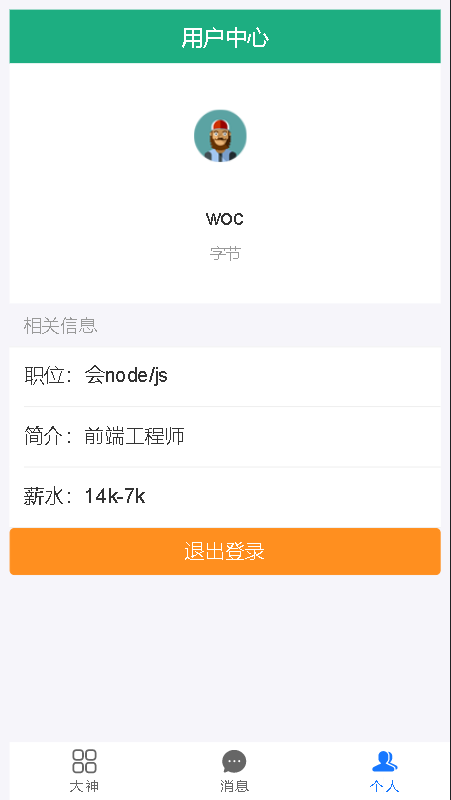 用户中心
woc
字节
相关信息
职位：会node/js
简介：前端工程师
薪水：14k-7k
退出登录
大神
消息
个人